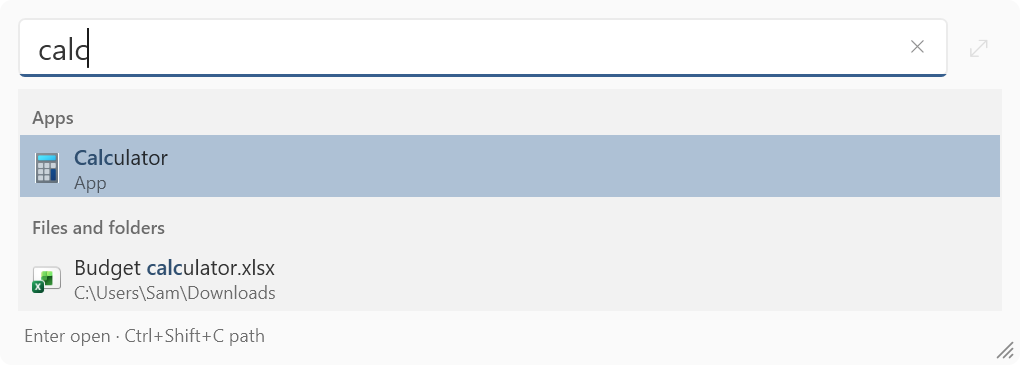 calc
Apps
Calculator
App
Files and folders
Budget calculator.xlsx
C:\Users\Sam\Downloads
Enter open · Ctrl+Shift+C path